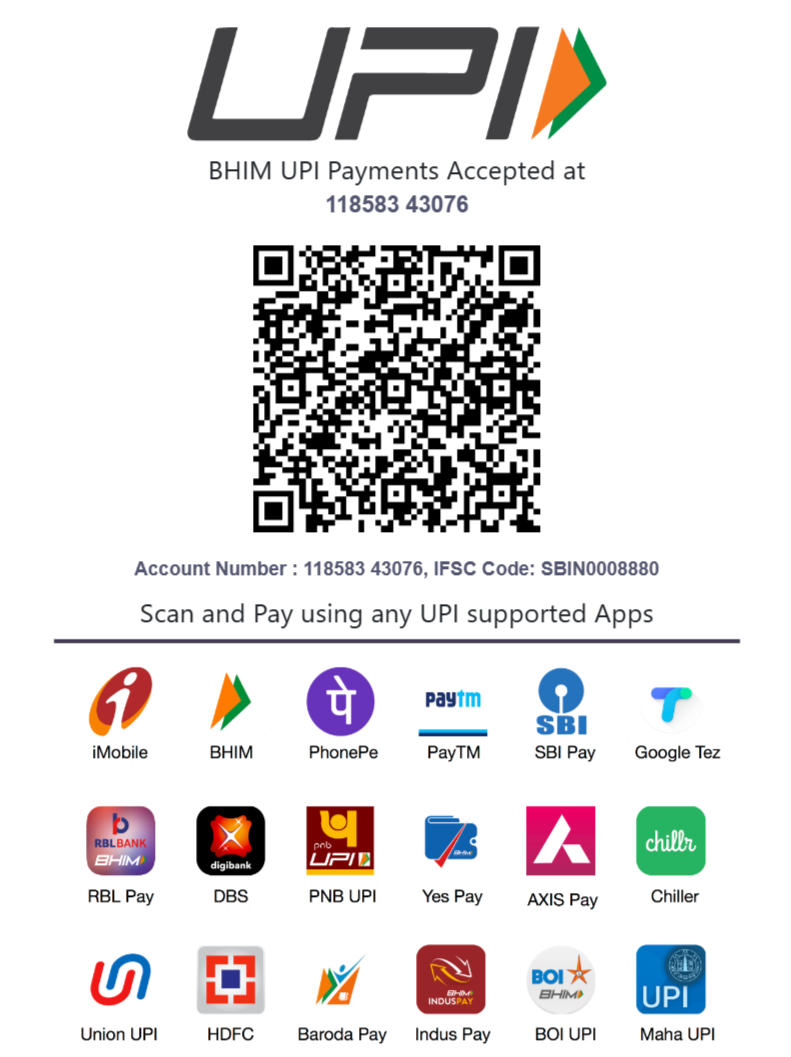 UPI
BHIM UPI Payments Accepted at
118583 43076
Account Number : 118583 43076, IFSC Code: SBIN0008880
Scan and Pay using any UPI supported Apps
i पे paytm SBI
iMobile BHIM PhonePe PayTM SBI Pay Google Tez
b RBLBANK BHIM digibank पी pnb UPI BHIM chillr
RBL Pay DBS PNB UPI Yes Pay AXIS Pay Chiller
BHIM INDUSPAY BOI BHIM UPI
Union UPI HDFC Baroda Pay Indus Pay BOI UPI Maha UPI